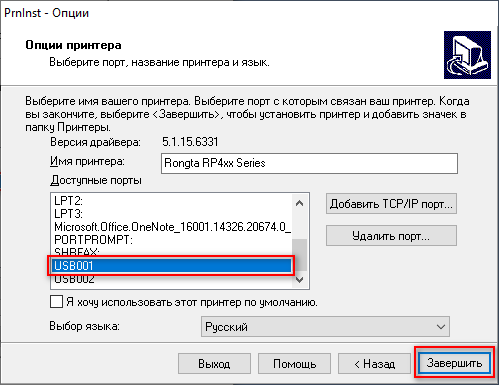 PrnInst - Опции
Опции принтера
Выберите порт, название принтера и язык.
Выберите имя вашего принтера. Выберите порт с которым связан ваш принтер. Когда
вы закончите, выберите <Завершить>, чтобы установить принтер и добавить значек в
папку Принтеры.
Версия драйвера: 5.1.15.6331
Имя принтера: Rongta RP4xx Series
Доступные порты
LPT2:
LPT3:
Microsoft.Office.OneNote_16001.14326.20674.0_
PORTPROMPT:
SHRFAX:
USB001
USB002
Добавить TCP/IP порт...
Удалить порт...
Я хочу использовать этот принтер по умолчанию.
Выбор языка: Русский
Выход Помощь < Назад Завершить